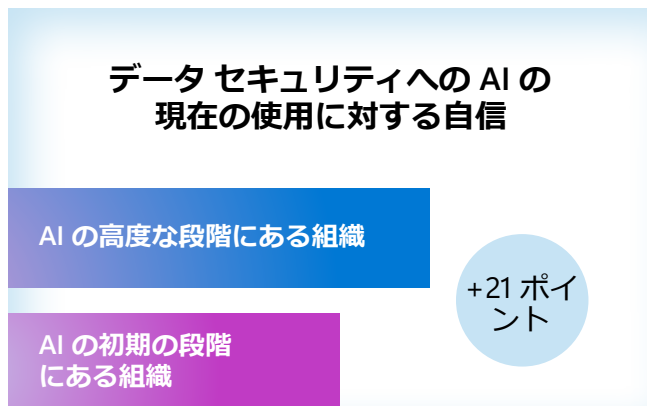 データ セキュリティへの AI の
現在の使用に対する自信
AI の高度な段階にある組織
+21 ポイ
ント
AI の初期の段階
にある組織